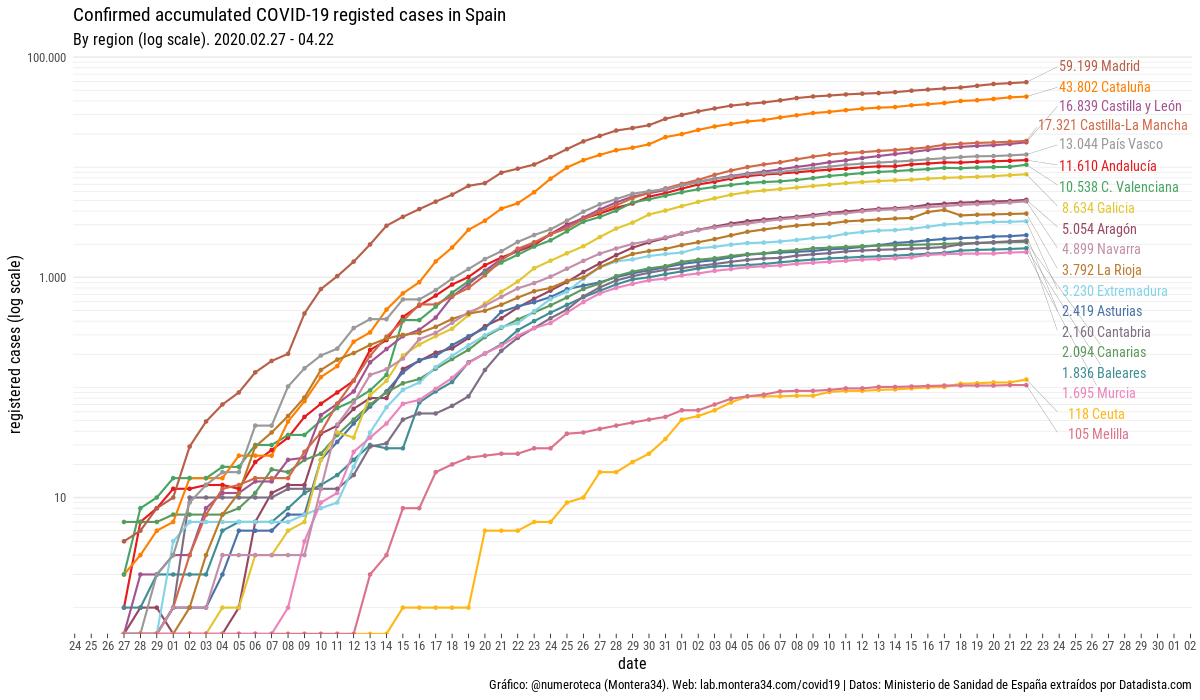 Confirmed accumulated COVID-19 registed cases in Spain
By region (log scale). 2020.02.27 - 04.22
100.000
1.000
10
registered cases (log scale)
59.199 Madrid
43.802 Cataluña
16.839 Castilla y León
17.321 Castilla-La Mancha
13.044 País Vasco
11.610 Andalucía
10.538 C. Valenciana
8.634 Galicia
5.054 Aragón
4.899 Navarra
3.792 La Rioja
3.230 Extremadura
2.419 Asturias
2.160 Cantabria
2.094 Canarias
1.836 Baleares
1.695 Murcia
118 Ceuta
105 Melilla
24 25 26 27 28 29 01 02 03 04 05 06 07 08 09 10 11 12 13 14 15 16 17 18 19 20 21 22 23 24 25 26 27 28 29 30 31 01 02 03 04 05 06 07 08 09 10 11 12 13 14 15 16 17 18 19 20 21 22 23 24 25 26 27 28 29 30 01 02
date
Gráfico: @numeroteca (Montera34). Web: lab.montera34.com/covid19 | Datos: Ministerio de Sanidad de España extraídos por Datadista.com